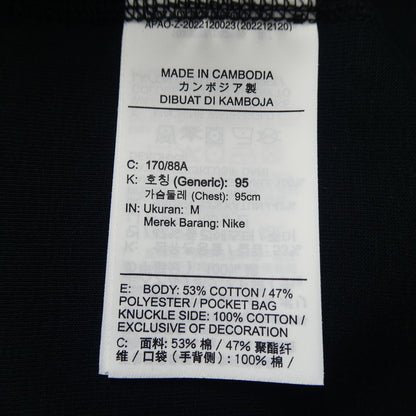 APAO-Z-2022120023 (202212120)
MADE IN CAMBODIA
カンボジア製
DIBUAT DI KAMBOJA
C: 170/88A
K: 호칭 (Generic): 95
가슴둘레 (Chest): 95cm
IN: Ukuran: M
Merek Barang: Nike
E: BODY: 53% COTTON / 47%
POLYESTER / POCKET BAG
KNUCKLE SIDE: 100% COTTON /
EXCLUSIVE OF DECORATION
C: 面料: 53% 棉 / 47% 聚酯纤
维 / 口袋 (手背侧) : 100% 棉 /